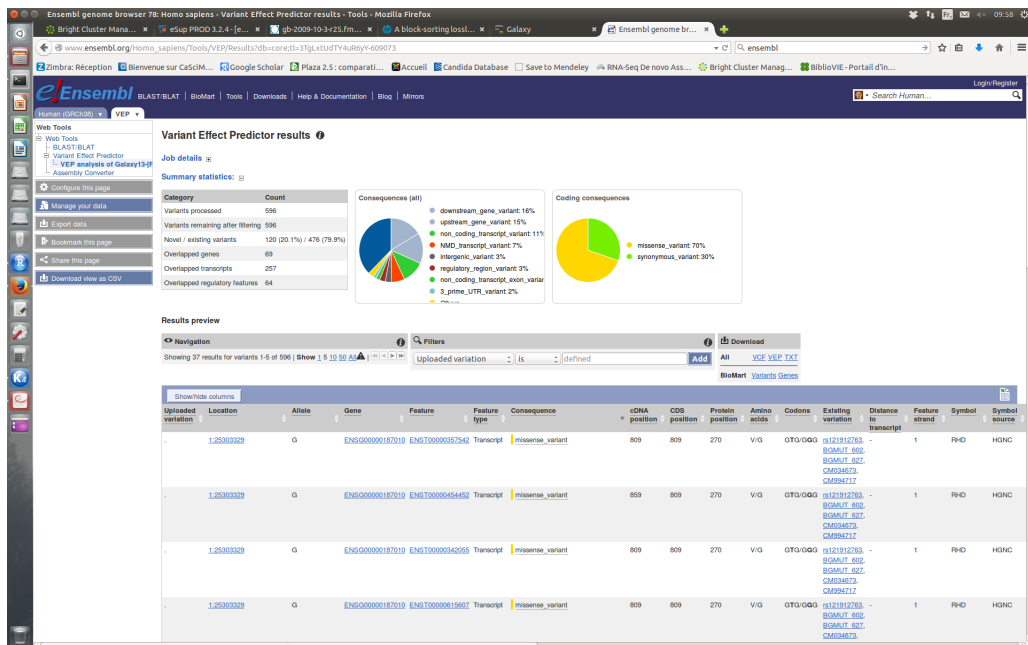 Ensembl genome browser 78: Homo sapiens - Variant Effect Predictor results - Tools - Mozilla Firefox
Fr
09:58
Bright Cluster Mana... ×
eSup PROD 3.2.4 - [e... ×
gb-2009-10-3-r25.fm... ×
A block-sorting lossl... ×
Galaxy ×
Ensembl genome br... ×
www.ensembl.org/Homo_sapiens/Tools/VEP/Results?db=core;tl=3TgLxtUdTY4uR6yY-609073
ensembl
Zimbra: Réception
Bienvenue sur CaSciM...
Google Scholar
Plaza 2.5 : comparati...
Accueil
Candida Database
Save to Mendeley
RNA-Seq De novo Ass...
Bright Cluster Manag...
BiblioVIE - Portail d'in...
Login/Register
e!Ensembl BLAST/BLAT | BioMart | Tools | Downloads | Help & Documentation | Blog | Mirrors
Search Human...
Human (GRCh38) ▼ VEP ▼
Web Tools
Web Tools
BLAST/BLAT
Variant Effect Predictor
VEP analysis of Galaxy13-[F
Assembly Converter
Configure this page
Manage your data
Export data
Bookmark this page
Share this page
Download view as CSV
Variant Effect Predictor results
Job details
Summary statistics:
Category Count
Variants processed 596
Variants remaining after filtering 596
Novel / existing variants 120 (20.1%) / 476 (79.9%)
Overlapped genes 69
Overlapped transcripts 257
Overlapped regulatory features 64
Consequences (all)
downstream_gene_variant: 16%
upstream_gene_variant: 15%
non_coding_transcript_variant: 11%
NMD_transcript_variant: 7%
intergenic_variant: 3%
regulatory_region_variant: 3%
non_coding_transcript_exon_varian
3_prime_UTR_variant: 2%
Coding consequences
missense_variant: 70%
synonymous_variant: 30%
Results preview
Navigation
Showing 37 results for variants 1-5 of 596 | Show 1 5 10 50 All
Filters
Uploaded variation is defined Add
Download
All VCF VEP TXT
BioMart Variants Genes
Show/hide columns
Uploaded variation Location Allele Gene Feature Feature type Consequence cDNA position CDS position Protein position Amino acids Codons Existing variation Distance to transcript Feature strand Symbol Symbol source
. 1:25303329 G ENSG00000187010 ENST00000357542 Transcript missense_variant 809 809 270 V/G GTG/GGG rs121912763, - 1 RHD HGNC
BGMUT_602,
BGMUT_627,
CM034673,
CM994717
. 1:25303329 G ENSG00000187010 ENST00000454452 Transcript missense_variant 859 809 270 V/G GTG/GGG rs121912763, - 1 RHD HGNC
BGMUT_602,
BGMUT_627,
CM034673,
CM994717
. 1:25303329 G ENSG00000187010 ENST00000342055 Transcript missense_variant 809 809 270 V/G GTG/GGG rs121912763, - 1 RHD HGNC
BGMUT_602,
BGMUT_627,
CM034673,
CM994717
. 1:25303329 G ENSG00000187010 ENST00000615607 Transcript missense_variant 809 809 270 V/G GTG/GGG rs121912763, - 1 RHD HGNC
BGMUT_602,
BGMUT_627,
CM034673,